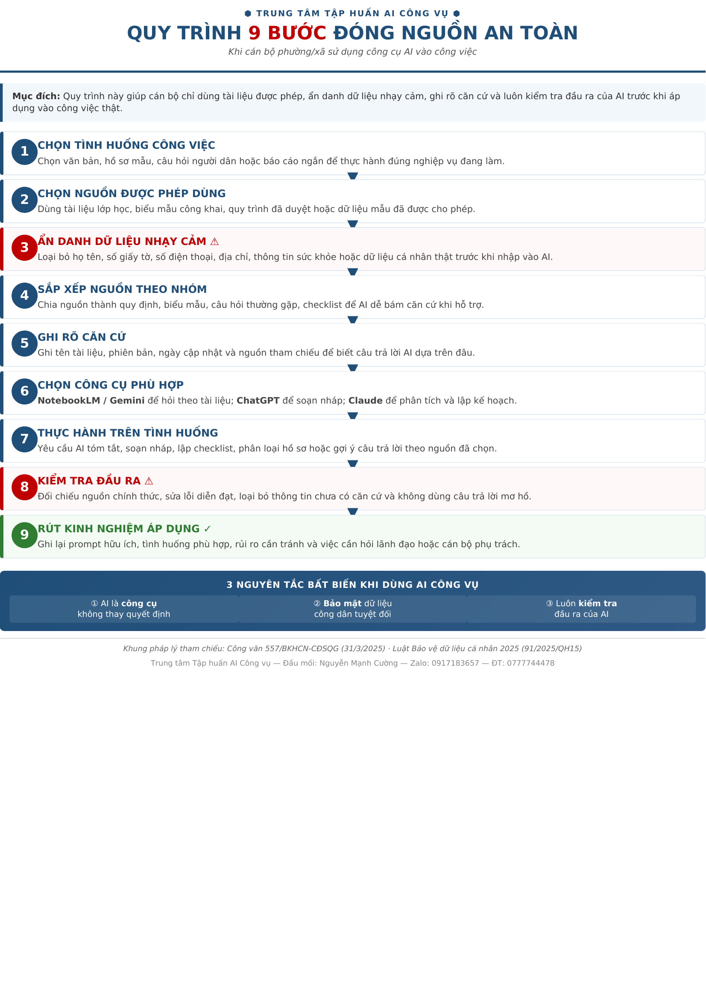 ⬢ TRUNG TÂM TẬP HUẤN AI CÔNG VỤ ⬢
QUY TRÌNH 9 BƯỚC ĐÓNG NGUỒN AN TOÀN
Khi cán bộ phường/xã sử dụng công cụ AI vào công việc
Mục đích: Quy trình này giúp cán bộ chỉ dùng tài liệu được phép, ẩn danh dữ liệu nhạy cảm, ghi rõ căn cứ và luôn kiểm tra đầu ra của AI trước khi áp
dụng vào công việc thật.
1
CHỌN TÌNH HUỐNG CÔNG VIỆC
Chọn văn bản, hồ sơ mẫu, câu hỏi người dân hoặc báo cáo ngắn để thực hành đúng nghiệp vụ đang làm.
2
CHỌN NGUỒN ĐƯỢC PHÉP DÙNG
Dùng tài liệu lớp học, biểu mẫu công khai, quy trình đã duyệt hoặc dữ liệu mẫu đã được cho phép.
3
ẨN DANH DỮ LIỆU NHẠY CẢM ⚠
Loại bỏ họ tên, số giấy tờ, số điện thoại, địa chỉ, thông tin sức khỏe hoặc dữ liệu cá nhân thật trước khi nhập vào AI.
4
SẮP XẾP NGUỒN THEO NHÓM
Chia nguồn thành quy định, biểu mẫu, câu hỏi thường gặp, checklist để AI dễ bám căn cứ khi hỗ trợ.
5
GHI RÕ CĂN CỨ
Ghi tên tài liệu, phiên bản, ngày cập nhật và nguồn tham chiếu để biết câu trả lời AI dựa trên đâu.
6
CHỌN CÔNG CỤ PHÙ HỢP
NotebookLM / Gemini để hỏi theo tài liệu; ChatGPT để soạn nháp; Claude để phân tích và lập kế hoạch.
7
THỰC HÀNH TRÊN TÌNH HUỐNG
Yêu cầu AI tóm tắt, soạn nháp, lập checklist, phân loại hồ sơ hoặc gợi ý câu trả lời theo nguồn đã chọn.
8
KIỂM TRA ĐẦU RA ⚠
Đối chiếu nguồn chính thức, sửa lỗi diễn đạt, loại bỏ thông tin chưa có căn cứ và không dùng câu trả lời mơ hồ.
9
RÚT KINH NGHIỆM ÁP DỤNG ✓
Ghi lại prompt hữu ích, tình huống phù hợp, rủi ro cần tránh và việc cần hỏi lãnh đạo hoặc cán bộ phụ trách.
3 NGUYÊN TẮC BẤT BIẾN KHI DÙNG AI CÔNG VỤ
① AI là công cụ
không thay quyết định
② Bảo mật dữ liệu
công dân tuyệt đối
③ Luôn kiểm tra
đầu ra của AI
Khung pháp lý tham chiếu: Công văn 557/BKHCN-CĐSQG (31/3/2025) · Luật Bảo vệ dữ liệu cá nhân 2025 (91/2025/QH15)
Trung tâm Tập huấn AI Công vụ — Đầu mối: Nguyễn Mạnh Cường — Zalo: 0917183657 — ĐT: 0777744478